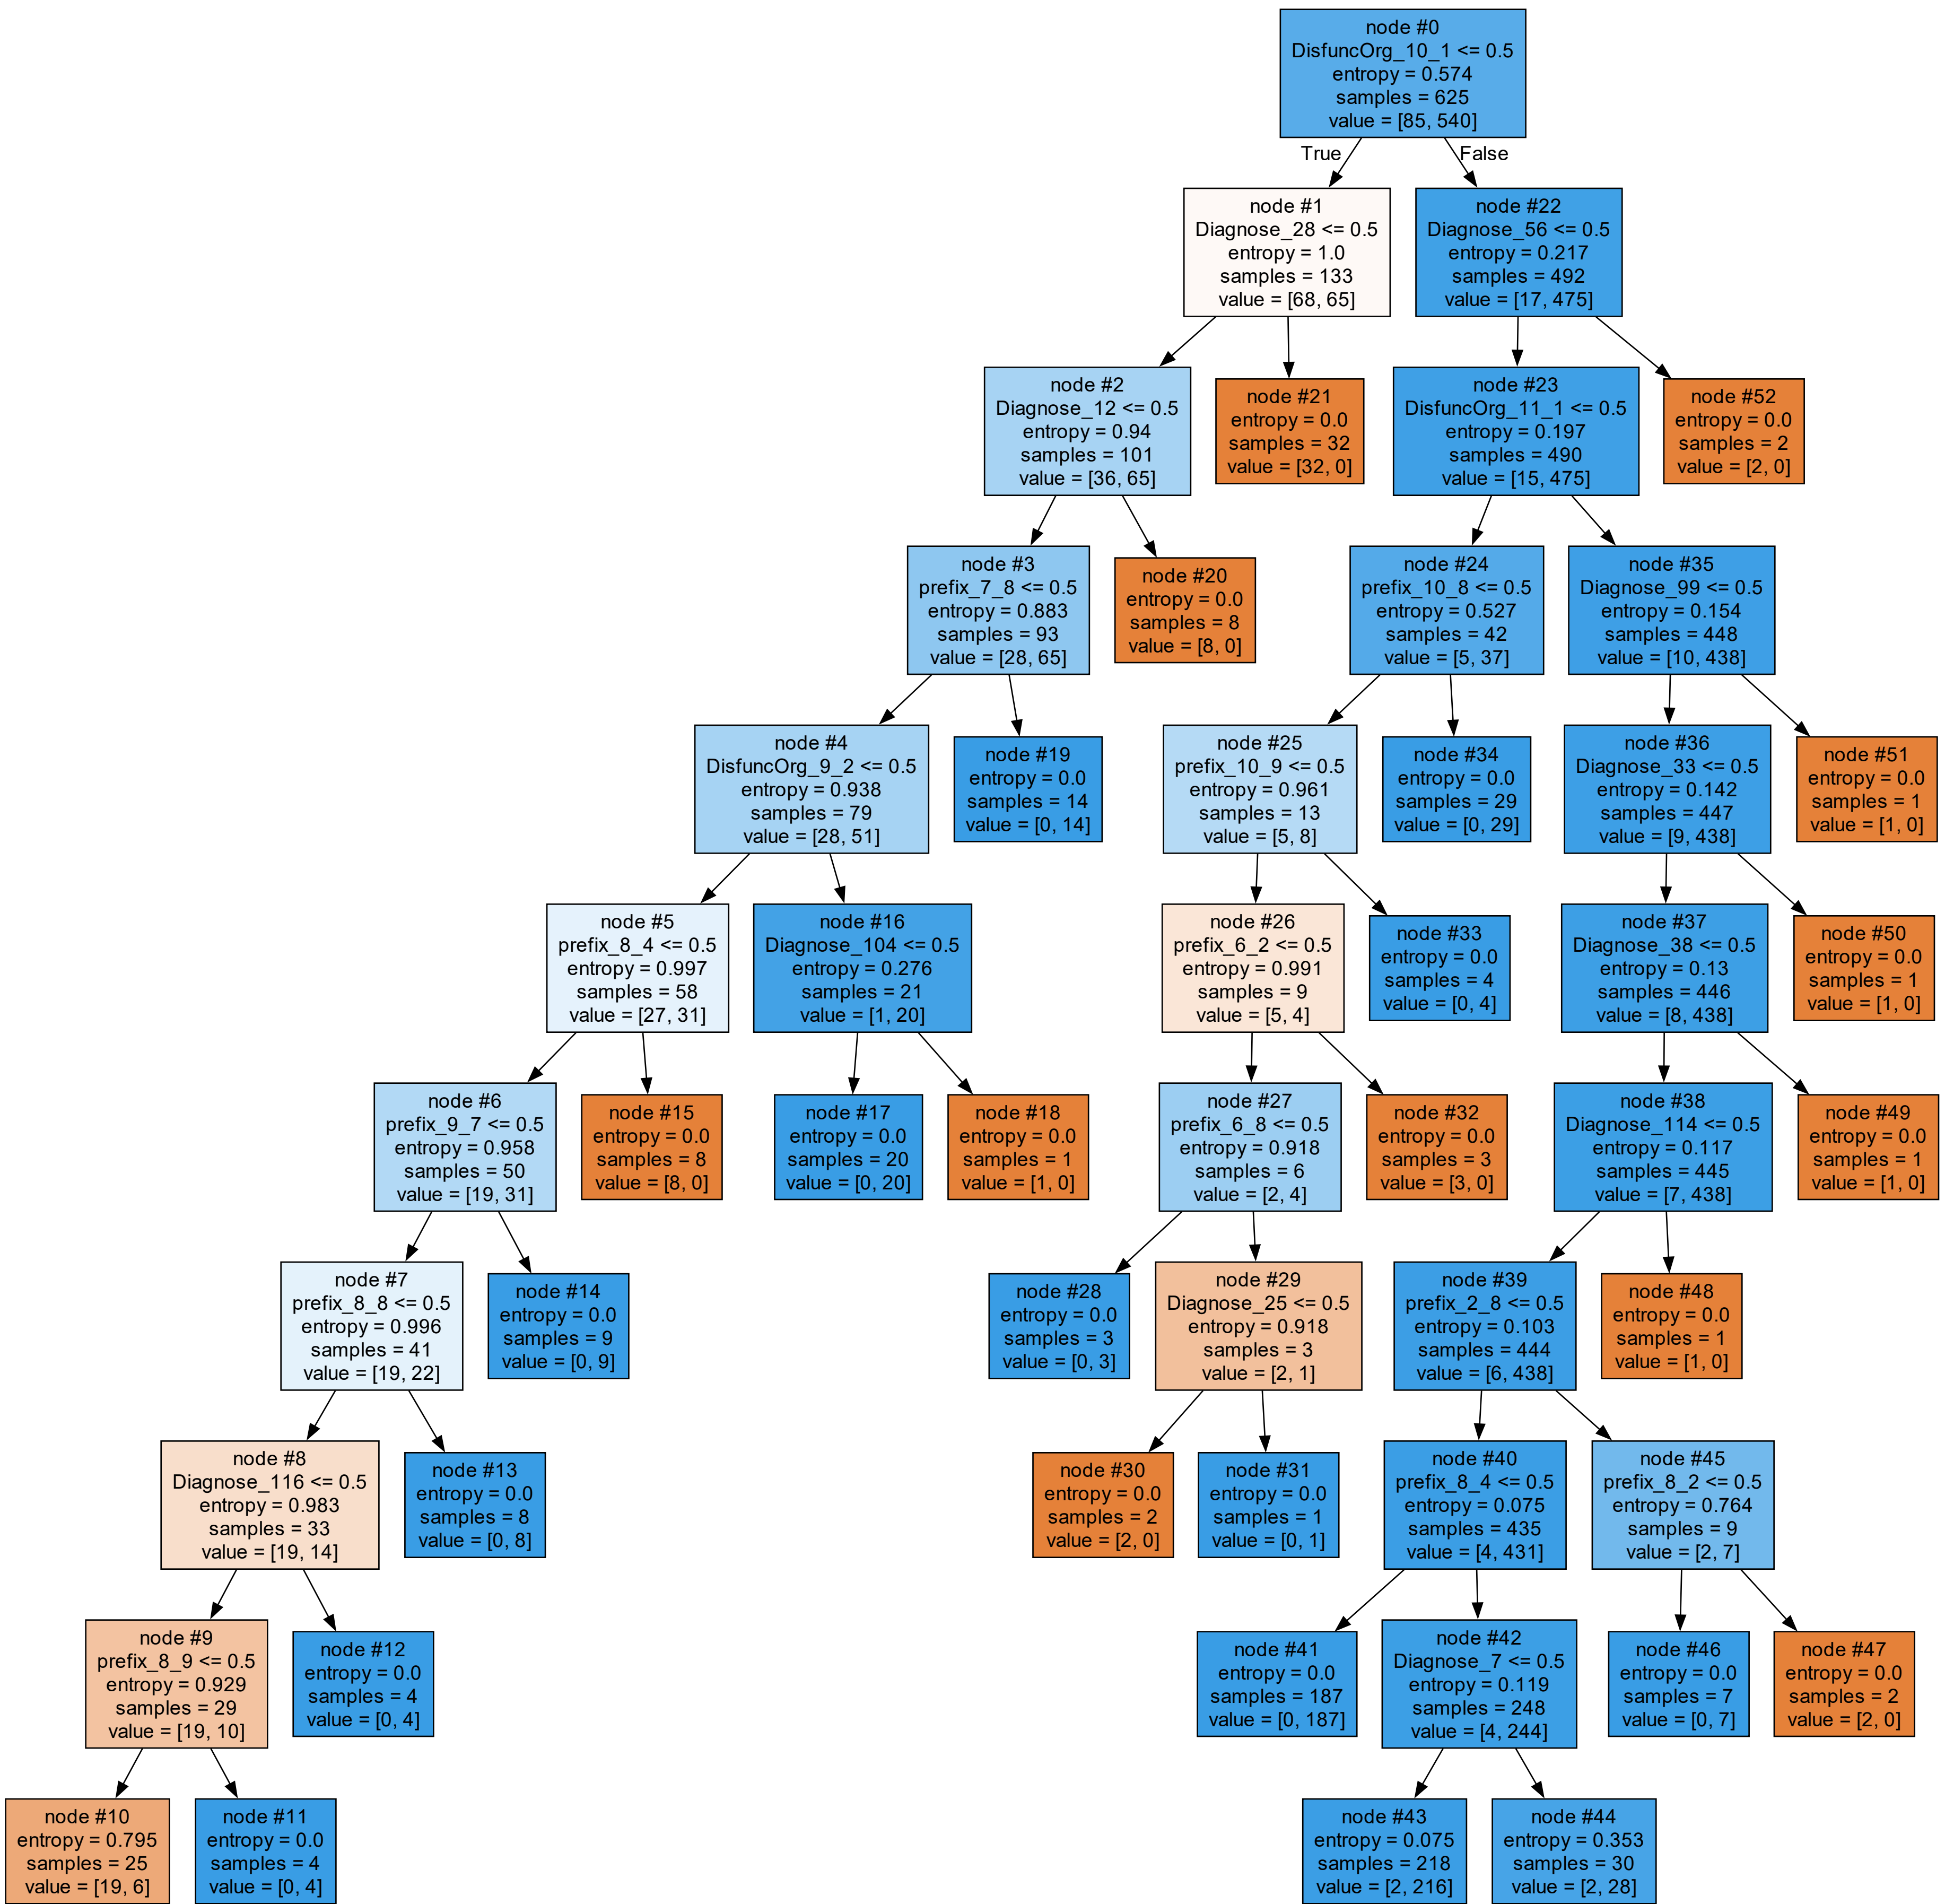 node #0
DisfuncOrg_10_1 <= 0.5
entropy = 0.574
samples = 625
value = [85, 540]
True
False
node #1
Diagnose_28 <= 0.5
entropy = 1.0
samples = 133
value = [68, 65]
node #22
Diagnose_56 <= 0.5
entropy = 0.217
samples = 492
value = [17, 475]
node #2
Diagnose_12 <= 0.5
entropy = 0.94
samples = 101
value = [36, 65]
node #21
entropy = 0.0
samples = 32
value = [32, 0]
node #23
DisfuncOrg_11_1 <= 0.5
entropy = 0.197
samples = 490
value = [15, 475]
node #52
entropy = 0.0
samples = 2
value = [2, 0]
node #3
prefix_7_8 <= 0.5
entropy = 0.883
samples = 93
value = [28, 65]
node #20
entropy = 0.0
samples = 8
value = [8, 0]
node #24
prefix_10_8 <= 0.5
entropy = 0.527
samples = 42
value = [5, 37]
node #35
Diagnose_99 <= 0.5
entropy = 0.154
samples = 448
value = [10, 438]
node #4
DisfuncOrg_9_2 <= 0.5
entropy = 0.938
samples = 79
value = [28, 51]
node #19
entropy = 0.0
samples = 14
value = [0, 14]
node #25
prefix_10_9 <= 0.5
entropy = 0.961
samples = 13
value = [5, 8]
node #34
entropy = 0.0
samples = 29
value = [0, 29]
node #36
Diagnose_33 <= 0.5
entropy = 0.142
samples = 447
value = [9, 438]
node #51
entropy = 0.0
samples = 1
value = [1, 0]
node #5
prefix_8_4 <= 0.5
entropy = 0.997
samples = 58
value = [27, 31]
node #16
Diagnose_104 <= 0.5
entropy = 0.276
samples = 21
value = [1, 20]
node #26
prefix_6_2 <= 0.5
entropy = 0.991
samples = 9
value = [5, 4]
node #33
entropy = 0.0
samples = 4
value = [0, 4]
node #37
Diagnose_38 <= 0.5
entropy = 0.13
samples = 446
value = [8, 438]
node #50
entropy = 0.0
samples = 1
value = [1, 0]
node #6
prefix_9_7 <= 0.5
entropy = 0.958
samples = 50
value = [19, 31]
node #15
entropy = 0.0
samples = 8
value = [8, 0]
node #17
entropy = 0.0
samples = 20
value = [0, 20]
node #18
entropy = 0.0
samples = 1
value = [1, 0]
node #27
prefix_6_8 <= 0.5
entropy = 0.918
samples = 6
value = [2, 4]
node #32
entropy = 0.0
samples = 3
value = [3, 0]
node #38
Diagnose_114 <= 0.5
entropy = 0.117
samples = 445
value = [7, 438]
node #49
entropy = 0.0
samples = 1
value = [1, 0]
node #7
prefix_8_8 <= 0.5
entropy = 0.996
samples = 41
value = [19, 22]
node #14
entropy = 0.0
samples = 9
value = [0, 9]
node #28
entropy = 0.0
samples = 3
value = [0, 3]
node #29
Diagnose_25 <= 0.5
entropy = 0.918
samples = 3
value = [2, 1]
node #39
prefix_2_8 <= 0.5
entropy = 0.103
samples = 444
value = [6, 438]
node #48
entropy = 0.0
samples = 1
value = [1, 0]
node #8
Diagnose_116 <= 0.5
entropy = 0.983
samples = 33
value = [19, 14]
node #13
entropy = 0.0
samples = 8
value = [0, 8]
node #30
entropy = 0.0
samples = 2
value = [2, 0]
node #31
entropy = 0.0
samples = 1
value = [0, 1]
node #40
prefix_8_4 <= 0.5
entropy = 0.075
samples = 435
value = [4, 431]
node #45
prefix_8_2 <= 0.5
entropy = 0.764
samples = 9
value = [2, 7]
node #9
prefix_8_9 <= 0.5
entropy = 0.929
samples = 29
value = [19, 10]
node #12
entropy = 0.0
samples = 4
value = [0, 4]
node #41
entropy = 0.0
samples = 187
value = [0, 187]
node #42
Diagnose_7 <= 0.5
entropy = 0.119
samples = 248
value = [4, 244]
node #46
entropy = 0.0
samples = 7
value = [0, 7]
node #47
entropy = 0.0
samples = 2
value = [2, 0]
node #10
entropy = 0.795
samples = 25
value = [19, 6]
node #11
entropy = 0.0
samples = 4
value = [0, 4]
node #43
entropy = 0.075
samples = 218
value = [2, 216]
node #44
entropy = 0.353
samples = 30
value = [2, 28]